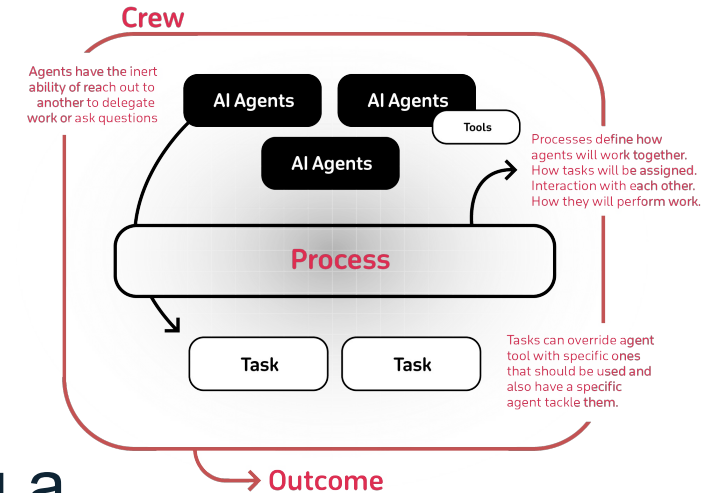 Crew
Agents have the inert
ability of reach out to
another to delegate
work or ask questions
AI Agents
AI Agents
Tools
AI Agents
Processes define how
agents will work together.
How tasks will be assigned.
Interaction with each other.
How they will perform work.
Process
Task
Task
Tasks can override agent
tool with specific ones
that should be used and
also have a specific
agent tackle them.
Outcome